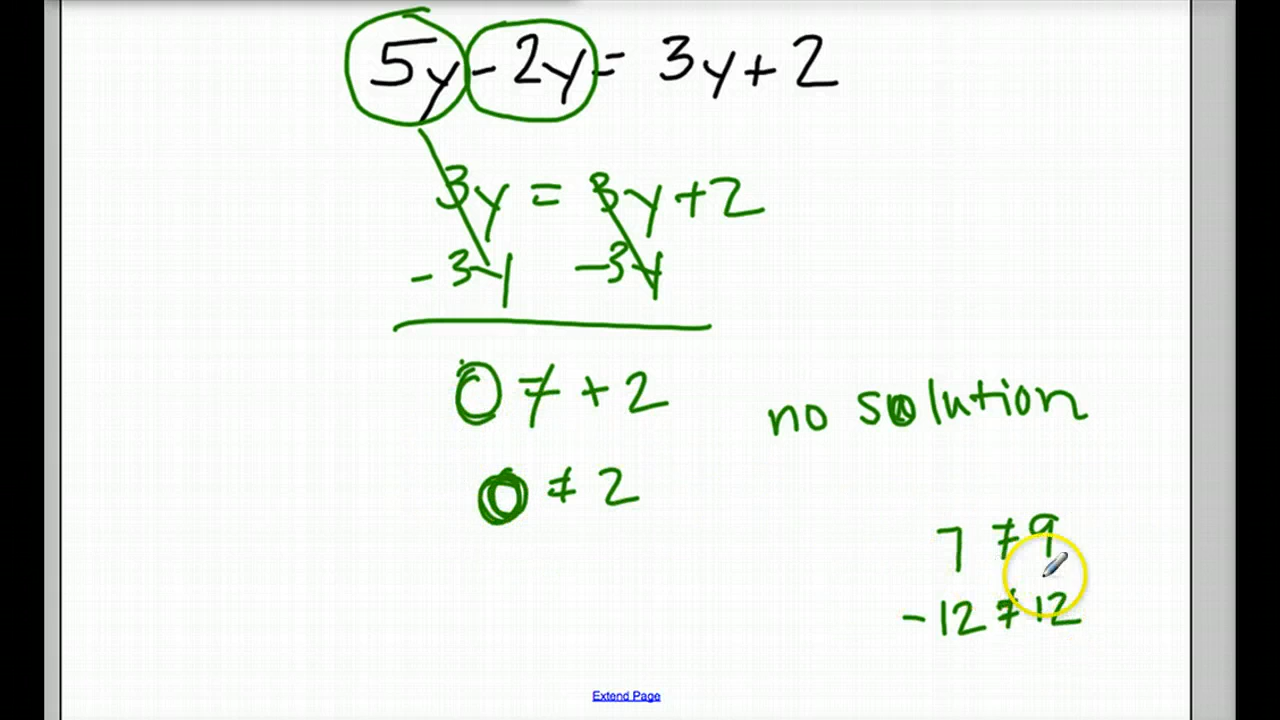 5y - 2y = 3y + 2
3y = 3y + 2
- 3y - 3y
0 ≠ + 2
no solution
0 ≠ 2
7 ≠ 9
- 12 ≠ 12
Extend Page